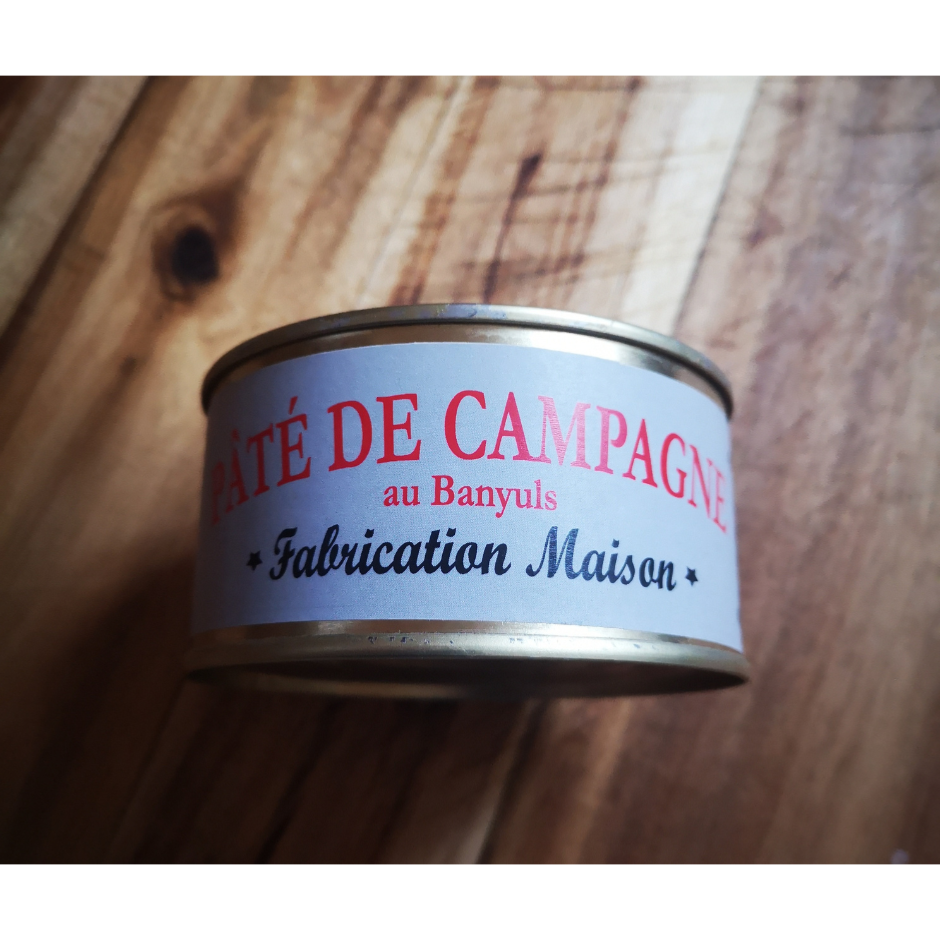 PÂTÉ DE CAMPAGNE
au Banyuls
★ Fabrication Maison ★